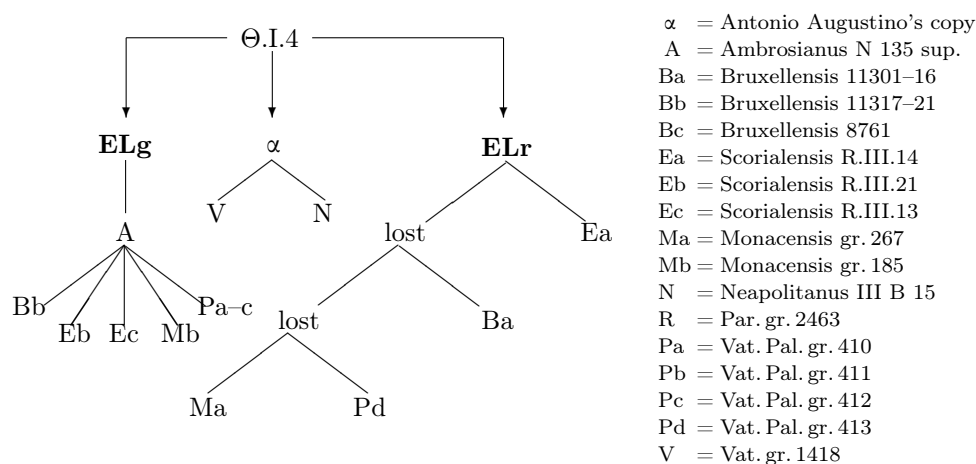 Θ.I.4
ELg
α
ELr
V
N
A
lost
Ea
Bb
Eb
Ec
Mb
Pa–c
lost
Ba
Ma
Pd
α = Antonio Augustino's copy
A = Ambrosianus N 135 sup.
Ba = Bruxellensis 11301–16
Bb = Bruxellensis 11317–21
Bc = Bruxellensis 8761
Ea = Scorialensis R.III.14
Eb = Scorialensis R.III.21
Ec = Scorialensis R.III.13
Ma = Monacensis gr. 267
Mb = Monacensis gr. 185
N = Neapolitanus III B 15
R = Par. gr. 2463
Pa = Vat. Pal. gr. 410
Pb = Vat. Pal. gr. 411
Pc = Vat. Pal. gr. 412
Pd = Vat. Pal. gr. 413
V = Vat. gr. 1418